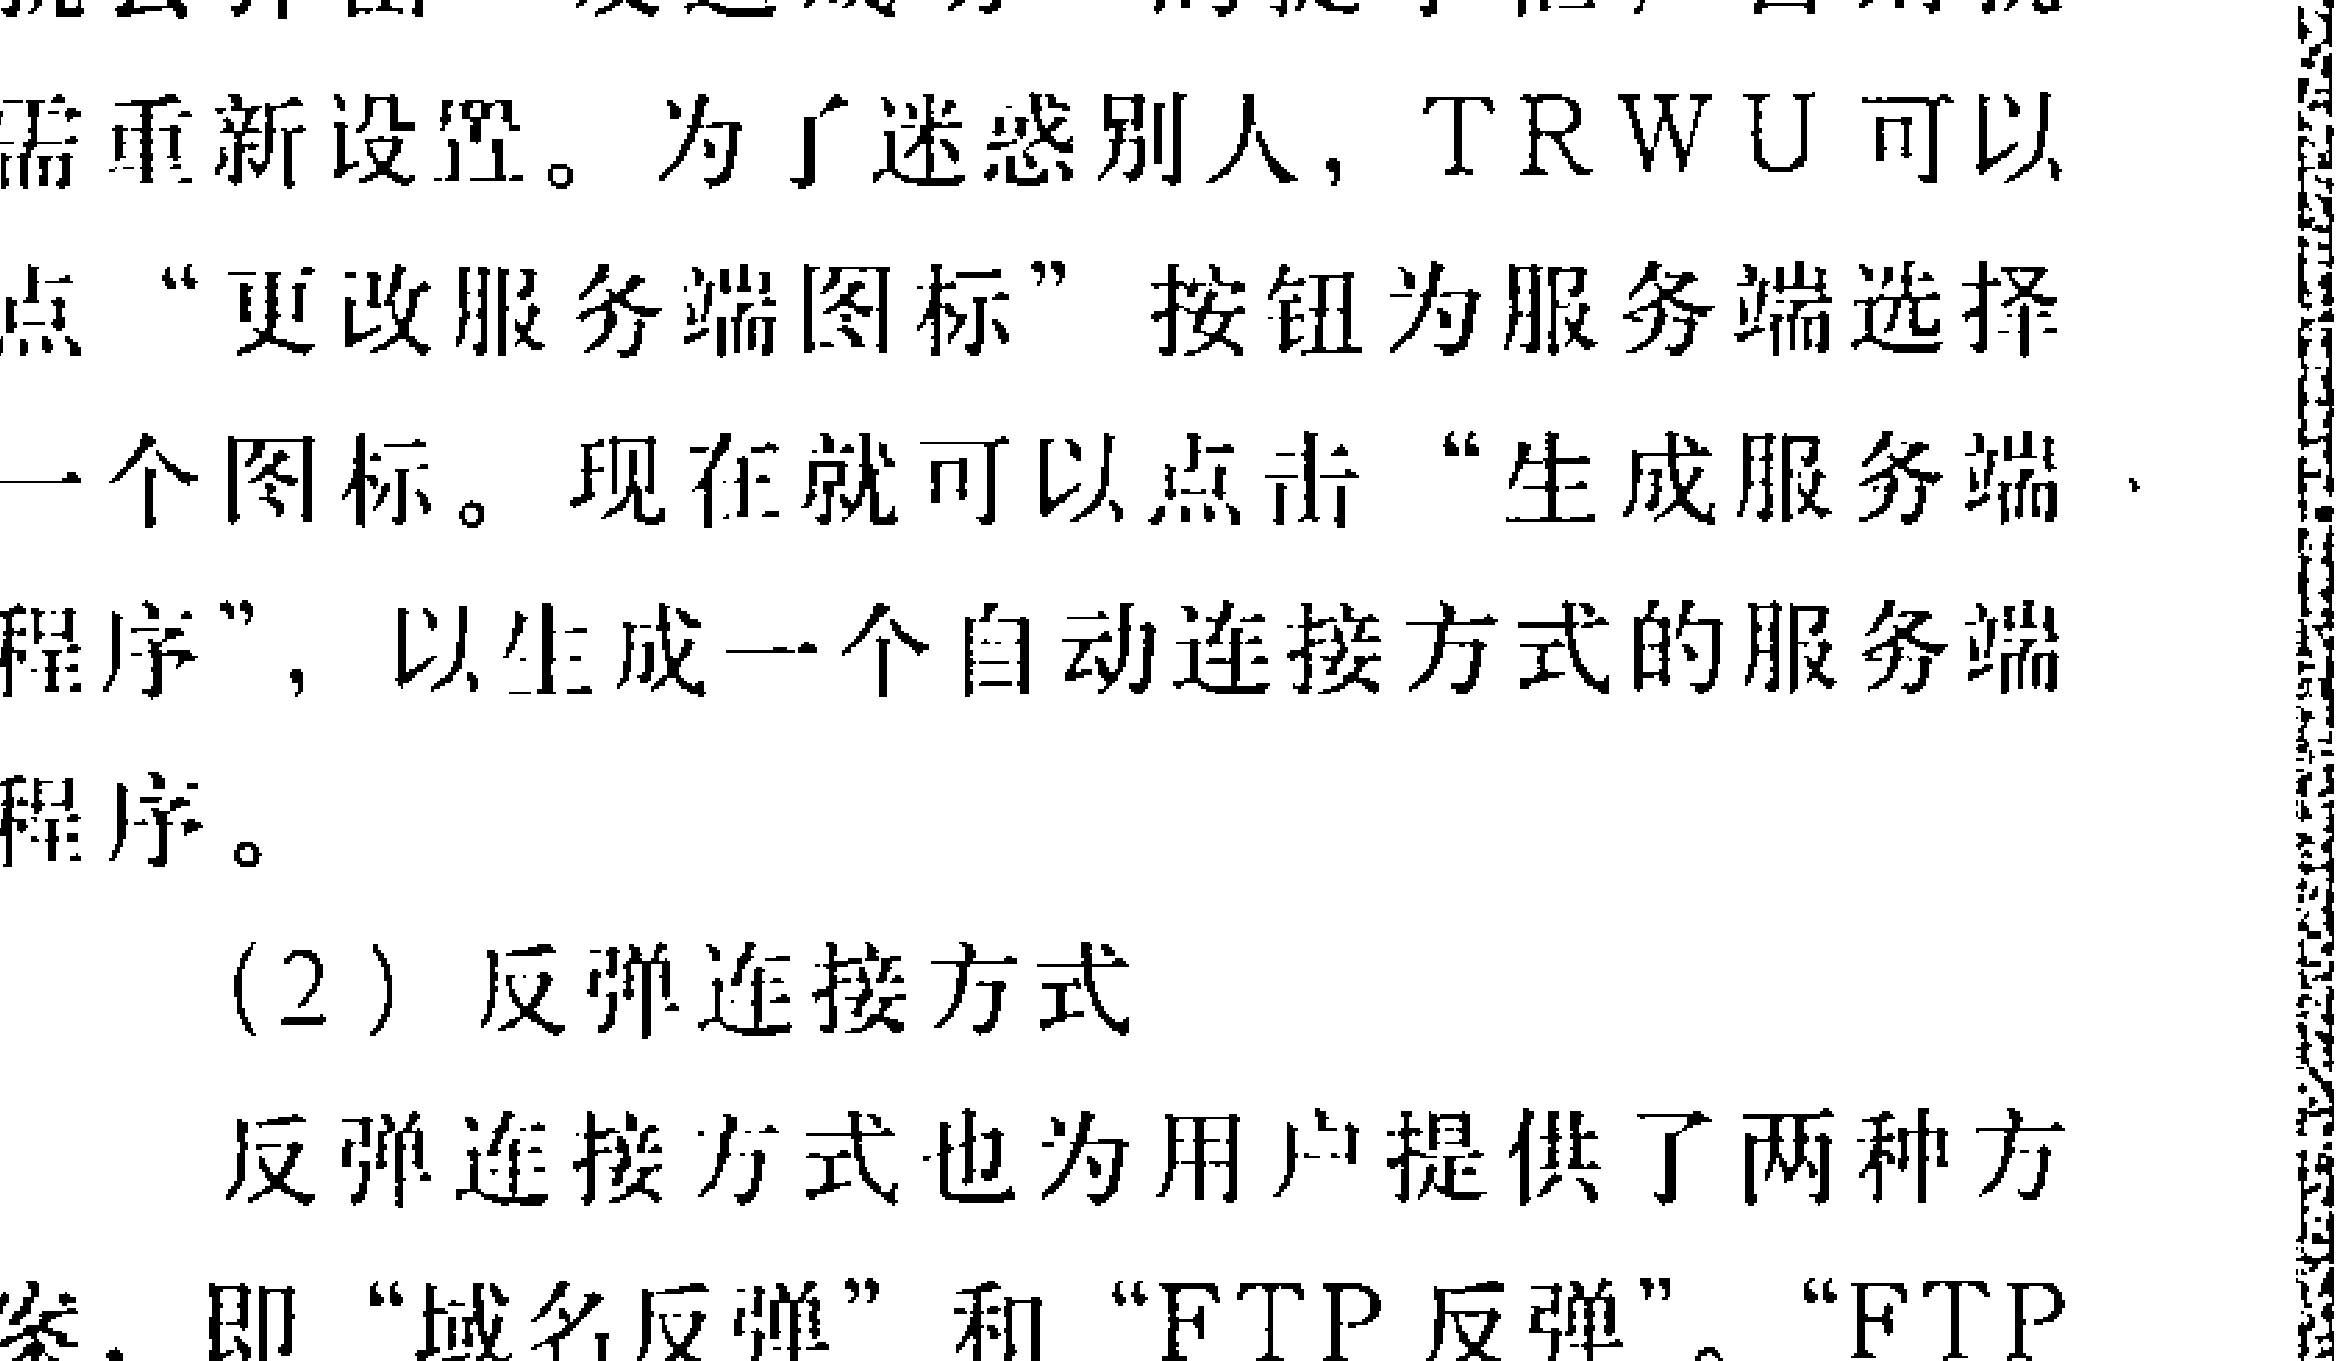 需重新设置。为了迷惑别人，TRWU可以
点“更改服务端图标”按钮为服务端选择
一个图标。现在就可以点击“生成服务端
程序”，以生成一个自动连接方式的服务端
程序。
（2）反弹连接方式
反弹连接方式也为用户提供了两种方
案，即“域名反弹”和“FTP反弹”。“FTP